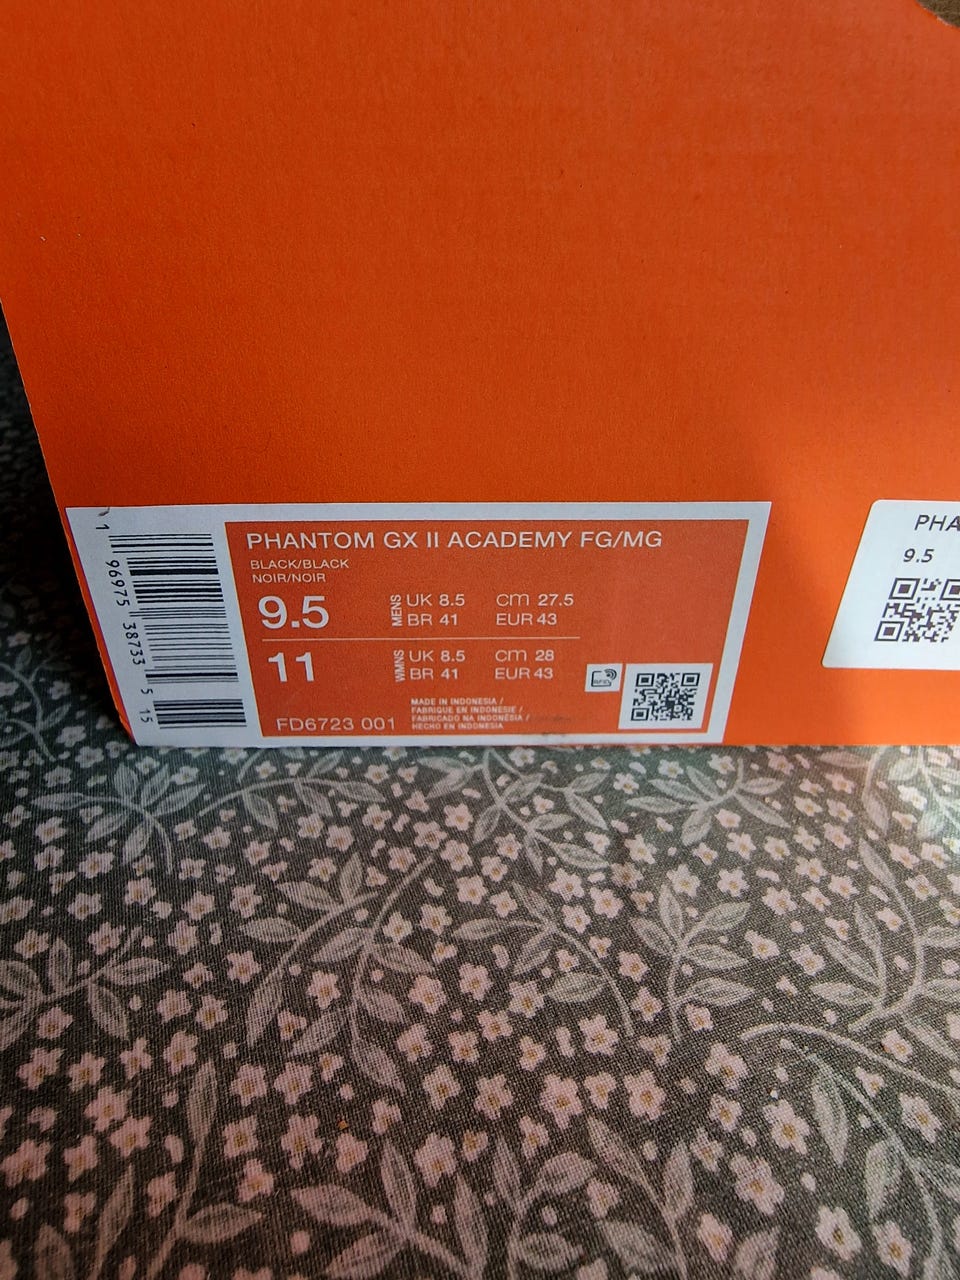 1 96975 38733 5 15
PHANTOM GX II ACADEMY FG/MG
BLACK/BLACK
NOIR/NOIR
9.5
MENS
UK 8.5 cm 27.5
BR 41 EUR 43
11
WMNS
UK 8.5 cm 28
BR 41 EUR 43
MADE IN INDONESIA /
FABRIQUE EN INDONESIE /
FABRICADO NA INDONÉSIA /
HECHO EN INDONESIA
FD6723 001
RFID
PHA
9.5